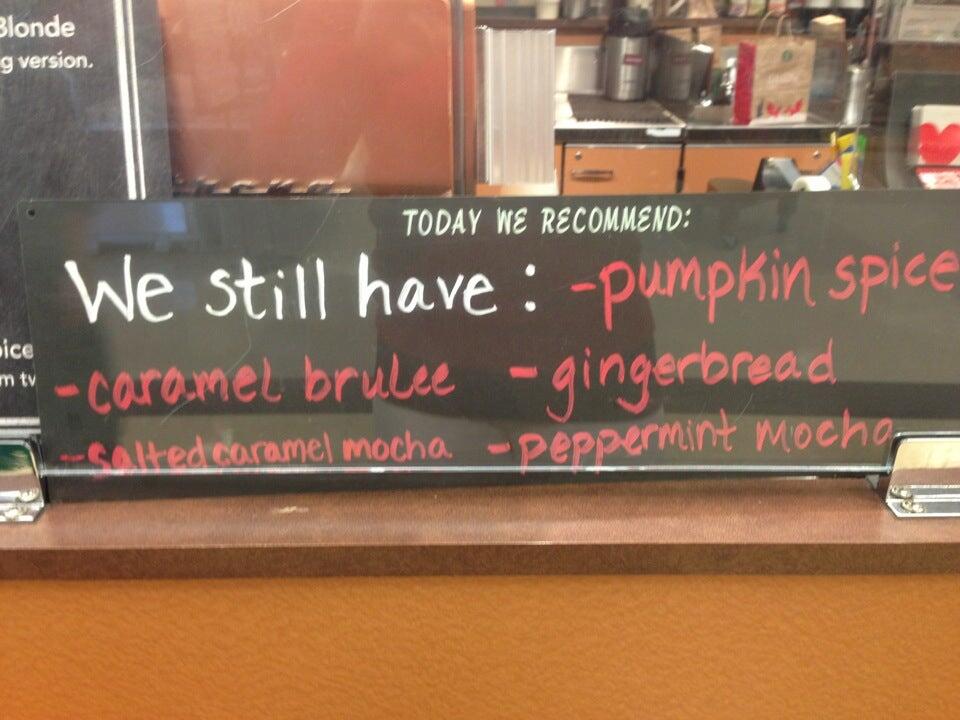 Blonde
g version.
TODAY WE RECOMMEND:
We still have : -pumpkin spice
-caramel brulee -gingerbread
-salted caramel mocha -peppermint mocha